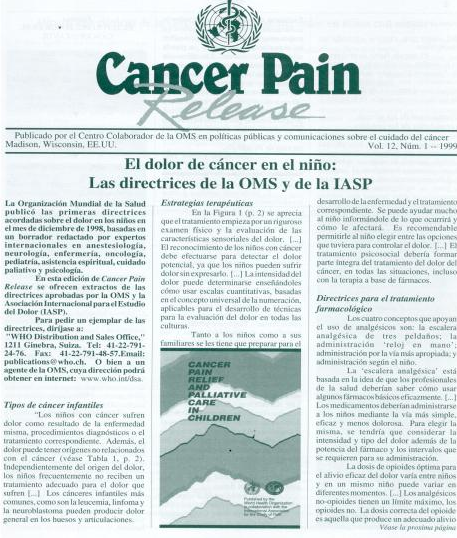 Cancer Pain
Release
Publicado por el Centro Colaborador de la OMS en políticas públicas y comunicaciones sobre el cuidado del cáncer
Madison, Wisconsin, EE.UU.
Vol. 12, Núm. 1 -- 1999
El dolor de cáncer en el niño:
Las directrices de la OMS y de la IASP
La Organización Mundial de la Salud
publicó las primeras directrices
acordadas sobre el dolor en los niños en
el mes de diciembre de 1998, basadas en
un borrador redactado por expertos
internacionales en anestesiología,
neurología, enfermería, oncología,
pediatría, asistencia espiritual, cuidado
paliativo y psicología.
En esta edición de Cancer Pain
Release se ofrecen extractos de las
directrices aprobadas por la OMS y la
Asociación Internacional para el Estudio
del Dolor (IASP).
Para pedir un ejemplar de las
directrices, diríjase a:
"WHO Distribution and Sales Office,"
1211 Ginebra, Suiza. Tel: 41-22-791-
24-76. Fax: 41-22-791-48-57.Email:
publications@who.ch. O bien a un
agente de la OMS, cuya dirección podrá
obtener en internet: www.who.int/dsa.
Tipos de cáncer infantiles
"Los niños con cáncer sufren
dolor como resultado de la enfermedad
misma, procedimientos diagnósticos o el
tratamiento correspondiente. Además, el
dolor puede tener orígenes no relacionados
con el cáncer (véase Tabla 1, p. 2).
Independientemente del origen del dolor,
los niños frecuentemente no reciben un
tratamiento adecuado para el dolor que
sufren [...] Los cánceres infantiles más
comunes, como son la leucemia, linfoma y
la neuroblastoma pueden producir dolor
general en los huesos y articulaciones.
Estrategias terapéuticas
En la Figura 1 (p. 2) se aprecia
que el tratamiento empieza por un riguroso
examen físico y la evaluación de las
características sensoriales del dolor. [...]
El reconocimiento de los niños con cáncer
debe efectuarse para detectar el dolor
potencial, ya que los niños pueden sufrir
dolor sin expresarlo. [...] La intensidad del
dolor puede determinarse enseñándoles
cómo usar escalas cuantitativas, basadas
en el concepto universal de la numeración,
aplicables para el desarrollo de técnicas
para la evaluación del dolor en todas las
culturas.
Tanto a los niños como a sus
familiares se les tiene que preparar para el
CANCER
PAIN
RELIEF
AND
PALLIATIVE
CARE
IN
CHILDREN
Published by the
World Health Organization
in collaboration with the
International Association
for the Study of Pain
desarrollo de la enfermedad y el tratamiento
correspondiente. Se puede ayudar mucho
al niño informándole de lo que ocurrirá y
cómo le afectará. Es recomendable
permitirle al niño elegir entre las opciones
que tuviera para controlar el dolor. [...] El
tratamiento psicosocial debería formar
parte íntegra del tratamiento del dolor del
cáncer, en todas las situaciones, incluso
con la terapia a base de fármacos.
Directrices para el tratamiento
farmacológico
Los cuatro conceptos que apoyan
el uso de analgésicos son: la escalera
analgésica de tres peldaños; la
administración 'reloj en mano';
administración por la vía más apropiada; y
administración según el niño.
La 'escalera analgésica' está
basada en la idea de que los profesionales
de la salud deberían saber cómo usar
algunos fármacos básicos eficazmente. [...]
Los medicamentos deberían administrarse
a los niños mediante la vía más simple,
eficaz y menos dolorosa. Para elegir la
misma, se tendría que considerar la
intensidad y tipo del dolor además de la
potencia del fármaco y los intervalos que
se requieren para su administración.
La dosis de opioides óptima para
el alivio eficaz del dolor varía entre niños
y en un mismo niño puede variar en
diferentes momentos. [...] Los analgésicos
no-opioides tienen un límite máximo, los
opioides no. La dosis correcta del opioide
es aquella que produce un adecuado alivio
Véase la proxima página